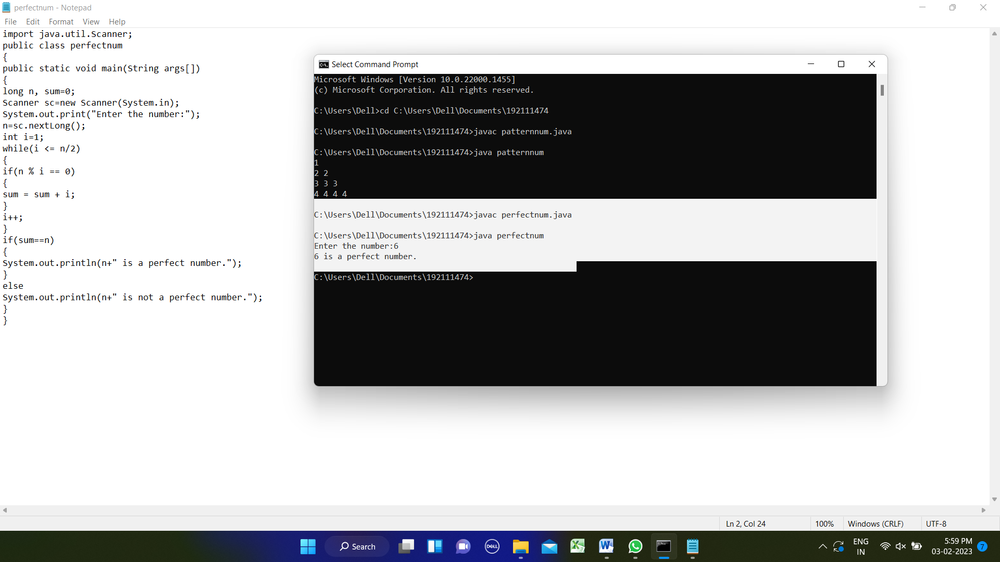 perfectnum - Notepad
File Edit Format View Help
import java.util.Scanner;
public class perfectnum
{
public static void main(String args[])
{
long n, sum=0;
Scanner sc=new Scanner(System.in);
System.out.print("Enter the number:");
n=sc.nextLong();
int i=1;
while(i <= n/2)
{
if(n % i == 0)
{
sum = sum + i;
}
i++;
}
if(sum==n)
{
System.out.println(n+" is a perfect number.");
}
else
System.out.println(n+" is not a perfect number.");
}
}
Select Command Prompt
Microsoft Windows [Version 10.0.22000.1455]
(c) Microsoft Corporation. All rights reserved.
C:\Users\Dell>cd C:\Users\Dell\Documents\192111474
C:\Users\Dell\Documents\192111474>javac patternnum.java
C:\Users\Dell\Documents\192111474>java patternnum
1
2 2
3 3 3
4 4 4 4
C:\Users\Dell\Documents\192111474>javac perfectnum.java
C:\Users\Dell\Documents\192111474>java perfectnum
Enter the number:6
6 is a perfect number.
C:\Users\Dell\Documents\192111474>
Ln 2, Col 24 100% Windows (CRLF) UTF-8
Search
DELL
ENG
IN
5:59 PM
03-02-2023
7